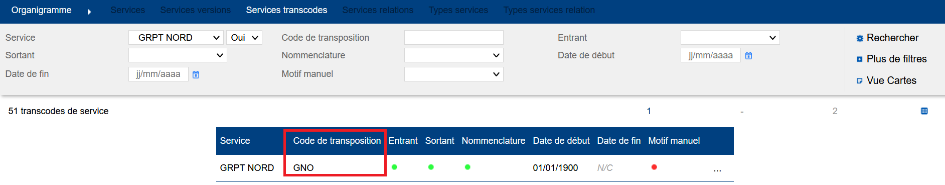 Organigramme Services Services versions Services transcodes Services relations Types services Types services relation
Service GRPT NORD Oui Code de transposition Entrant Rechercher
Sortant Nommenclature Date de début jj/mm/aaaa Plus de filtres
Date de fin jj/mm/aaaa Motif manuel Vue Cartes
51 transcodes de service 1 - 2
Service Code de transposition Entrant Sortant Nommenclature Date de début Date de fin Motif manuel
GRPT NORD GNO 01/01/1900 N/C ...